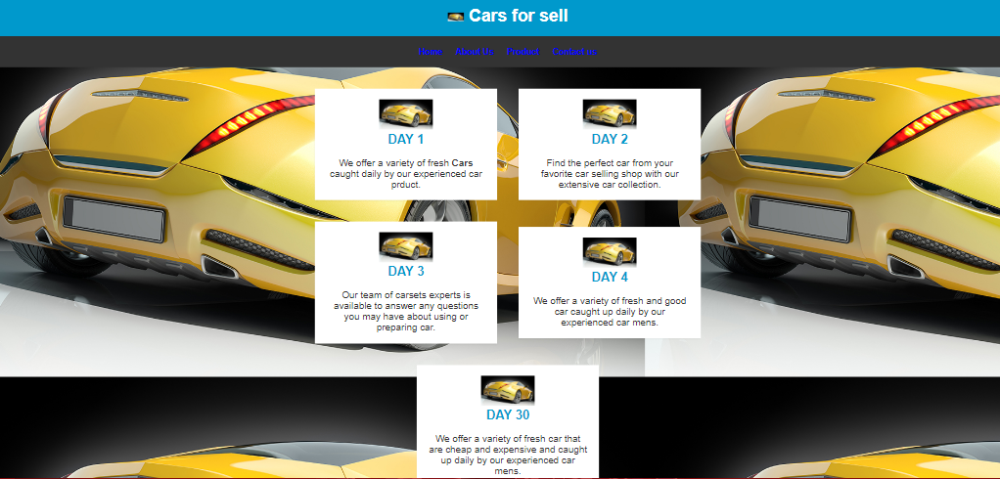 Cars for sell
Home About Us Product Contact us
DAY 1
We offer a variety of fresh Cars
caught daily by our experienced car
prduct.
DAY 2
Find the perfect car from your
favorite car selling shop with our
extensive car collection.
DAY 3
Our team of carsets experts is
available to answer any questions
you may have about using or
preparing car.
DAY 4
We offer a variety of fresh and good
car caught up daily by our
experienced car mens.
DAY 30
We offer a variety of fresh car that
are cheap and expensive and caught
up daily by our experienced car
mens.